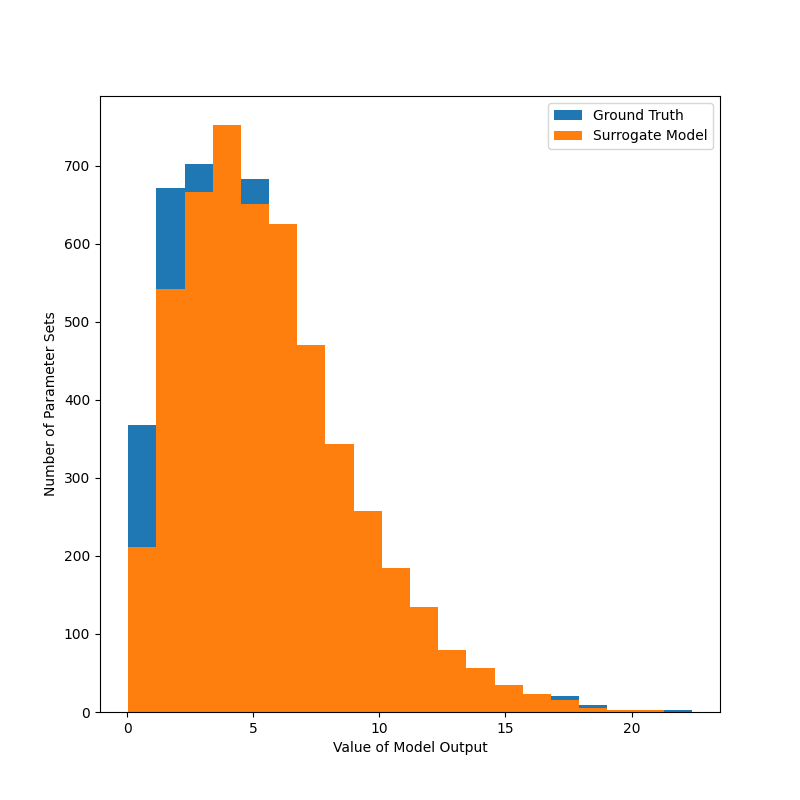 Ground Truth
Surrogate Model
700
600
500
400
300
200
100
0
Number of Parameter Sets
0 5 10 15 20
Value of Model Output